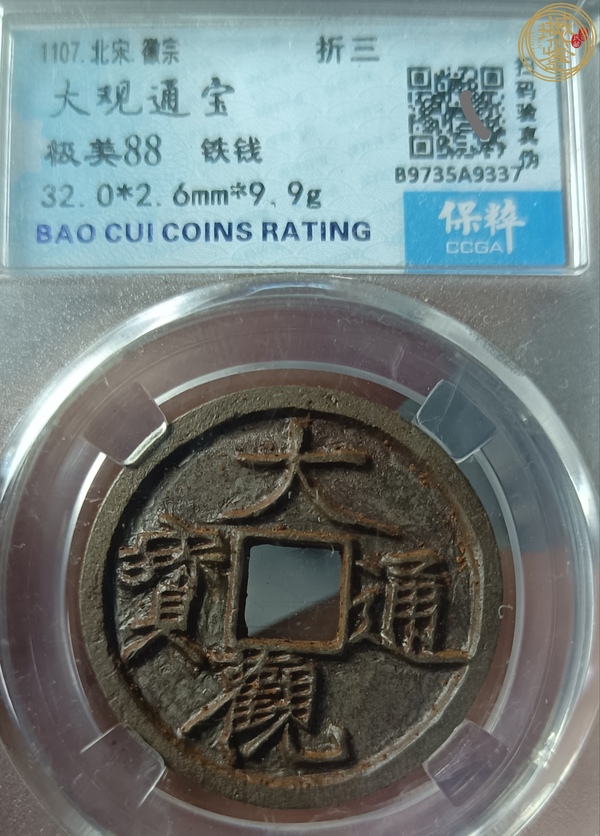 1107.北宋.徽宗 折三
大观通宝
极美88 铁钱
32.0*2.6mm*9.9g
BAO CUI COINS RATING
扫码验真伪
B9735A9337
保粹
CCGA
大
寶 通
觀